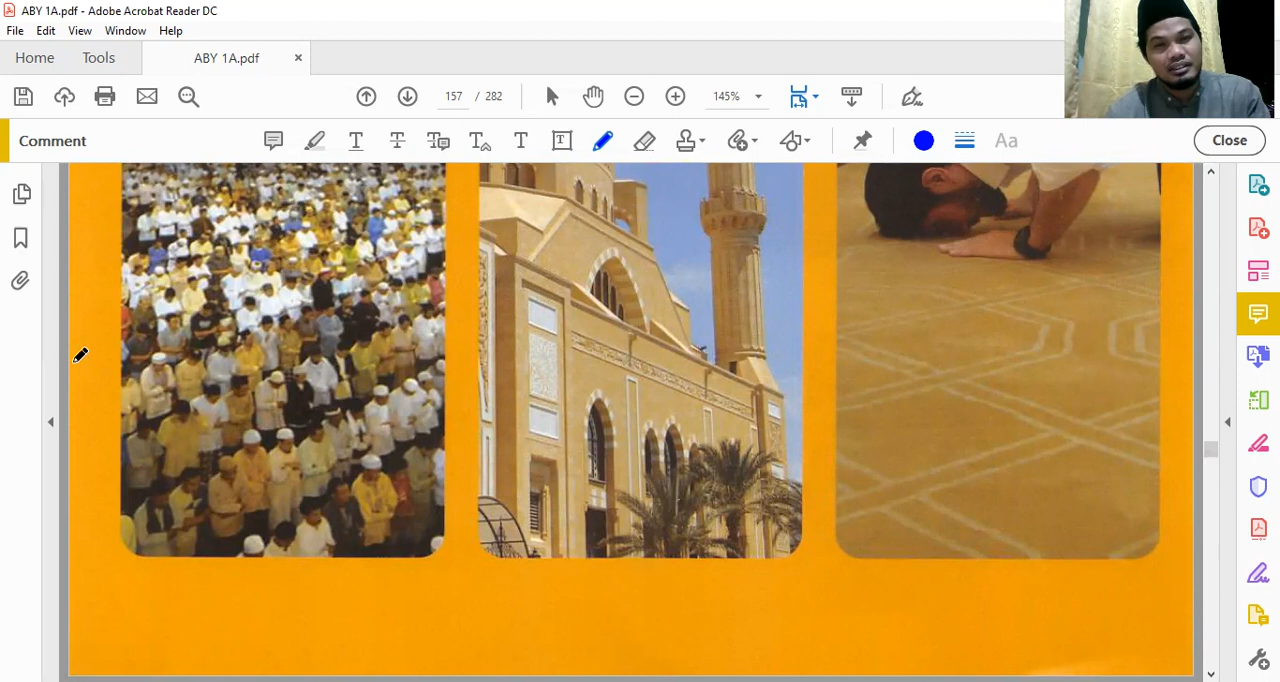 ABY 1A.pdf - Adobe Acrobat Reader DC
File Edit View Window Help
Home Tools ABY 1A.pdf ×
157 / 282 145%
Comment T T T T T Aa Close